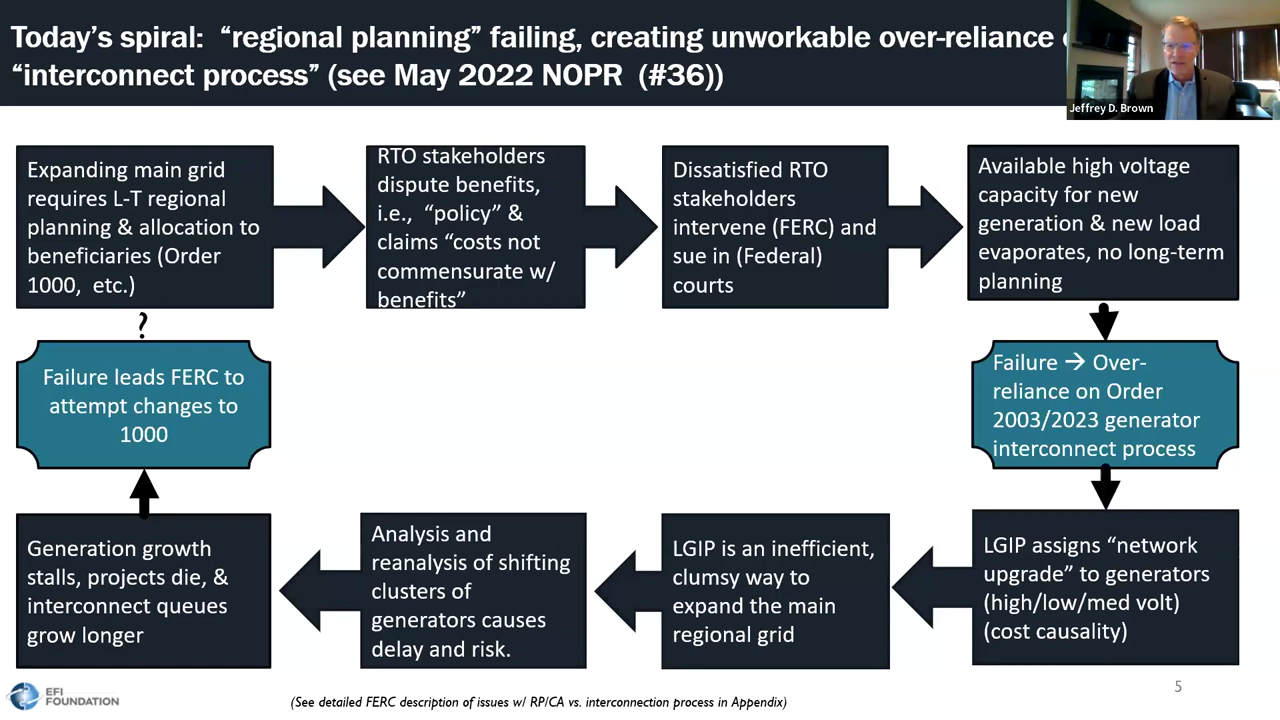 Today's spiral: “regional planning” failing, creating unworkable over-reliance
“interconnect process” (see May 2022 NOPR (#36))
Jeffrey D. Brown
Expanding main grid
requires L-T regional
planning & allocation to
beneficiaries (Order
1000, etc.)
RTO stakeholders
dispute benefits,
i.e., “policy” &
claims “costs not
commensurate w/
benefits”
Dissatisfied RTO
stakeholders
intervene (FERC) and
sue in (Federal)
courts
Available high voltage
capacity for new
generation & new load
evaporates, no long-term
planning
?
Failure leads FERC to
attempt changes to
1000
Failure → Over-
reliance on Order
2003/2023 generator
interconnect process
Generation growth
stalls, projects die, &
interconnect queues
grow longer
Analysis and
reanalysis of shifting
clusters of
generators causes
delay and risk.
LGIP is an inefficient,
clumsy way to
expand the main
regional grid
LGIP assigns “network
upgrade” to generators
(high/low/med volt)
(cost causality)
EFI
FOUNDATION
(See detailed FERC description of issues w/ RP/CA vs. interconnection process in Appendix)
5